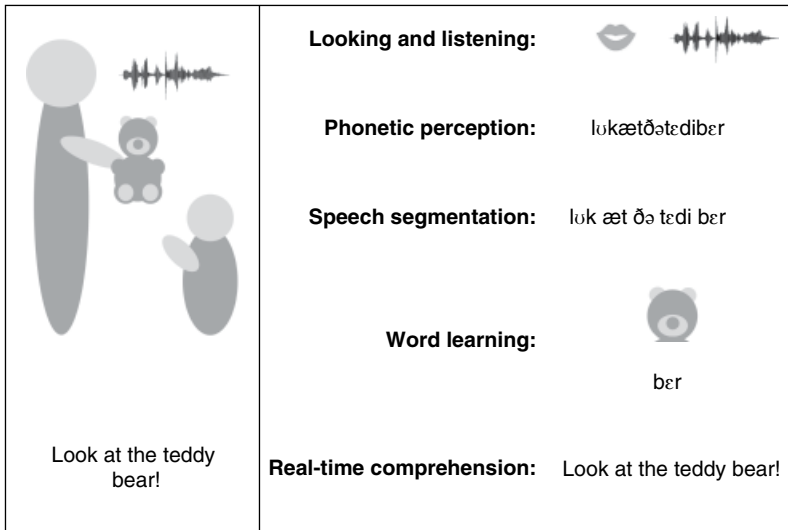 Looking and listening:
Phonetic perception: lʊkætðətɛdibɛr
Speech segmentation: lʊk æt ðə tɛdi bɛr
Word learning:
bɛr
Look at the teddy
bear!
Real-time comprehension: Look at the teddy bear!